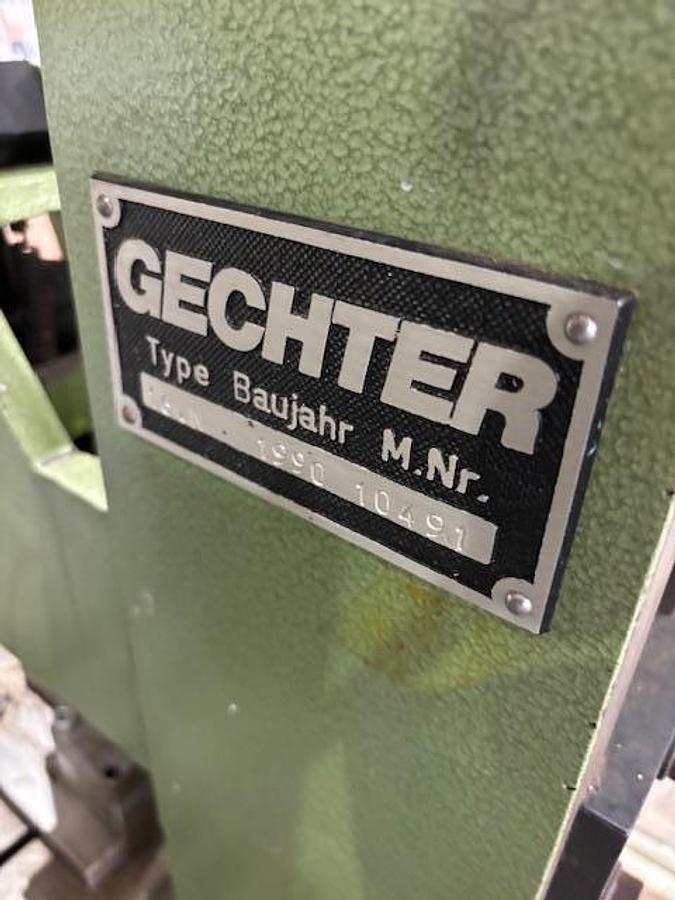 GECHTER
Type Baujahr M.Nr.
1990 10491